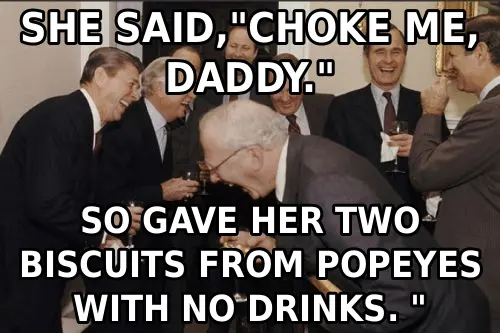 SHE SAID,"CHOKE ME,
DADDY."
SO GAVE HER TWO
BISCUITS FROM POPEYES
WITH NO DRINKS. "